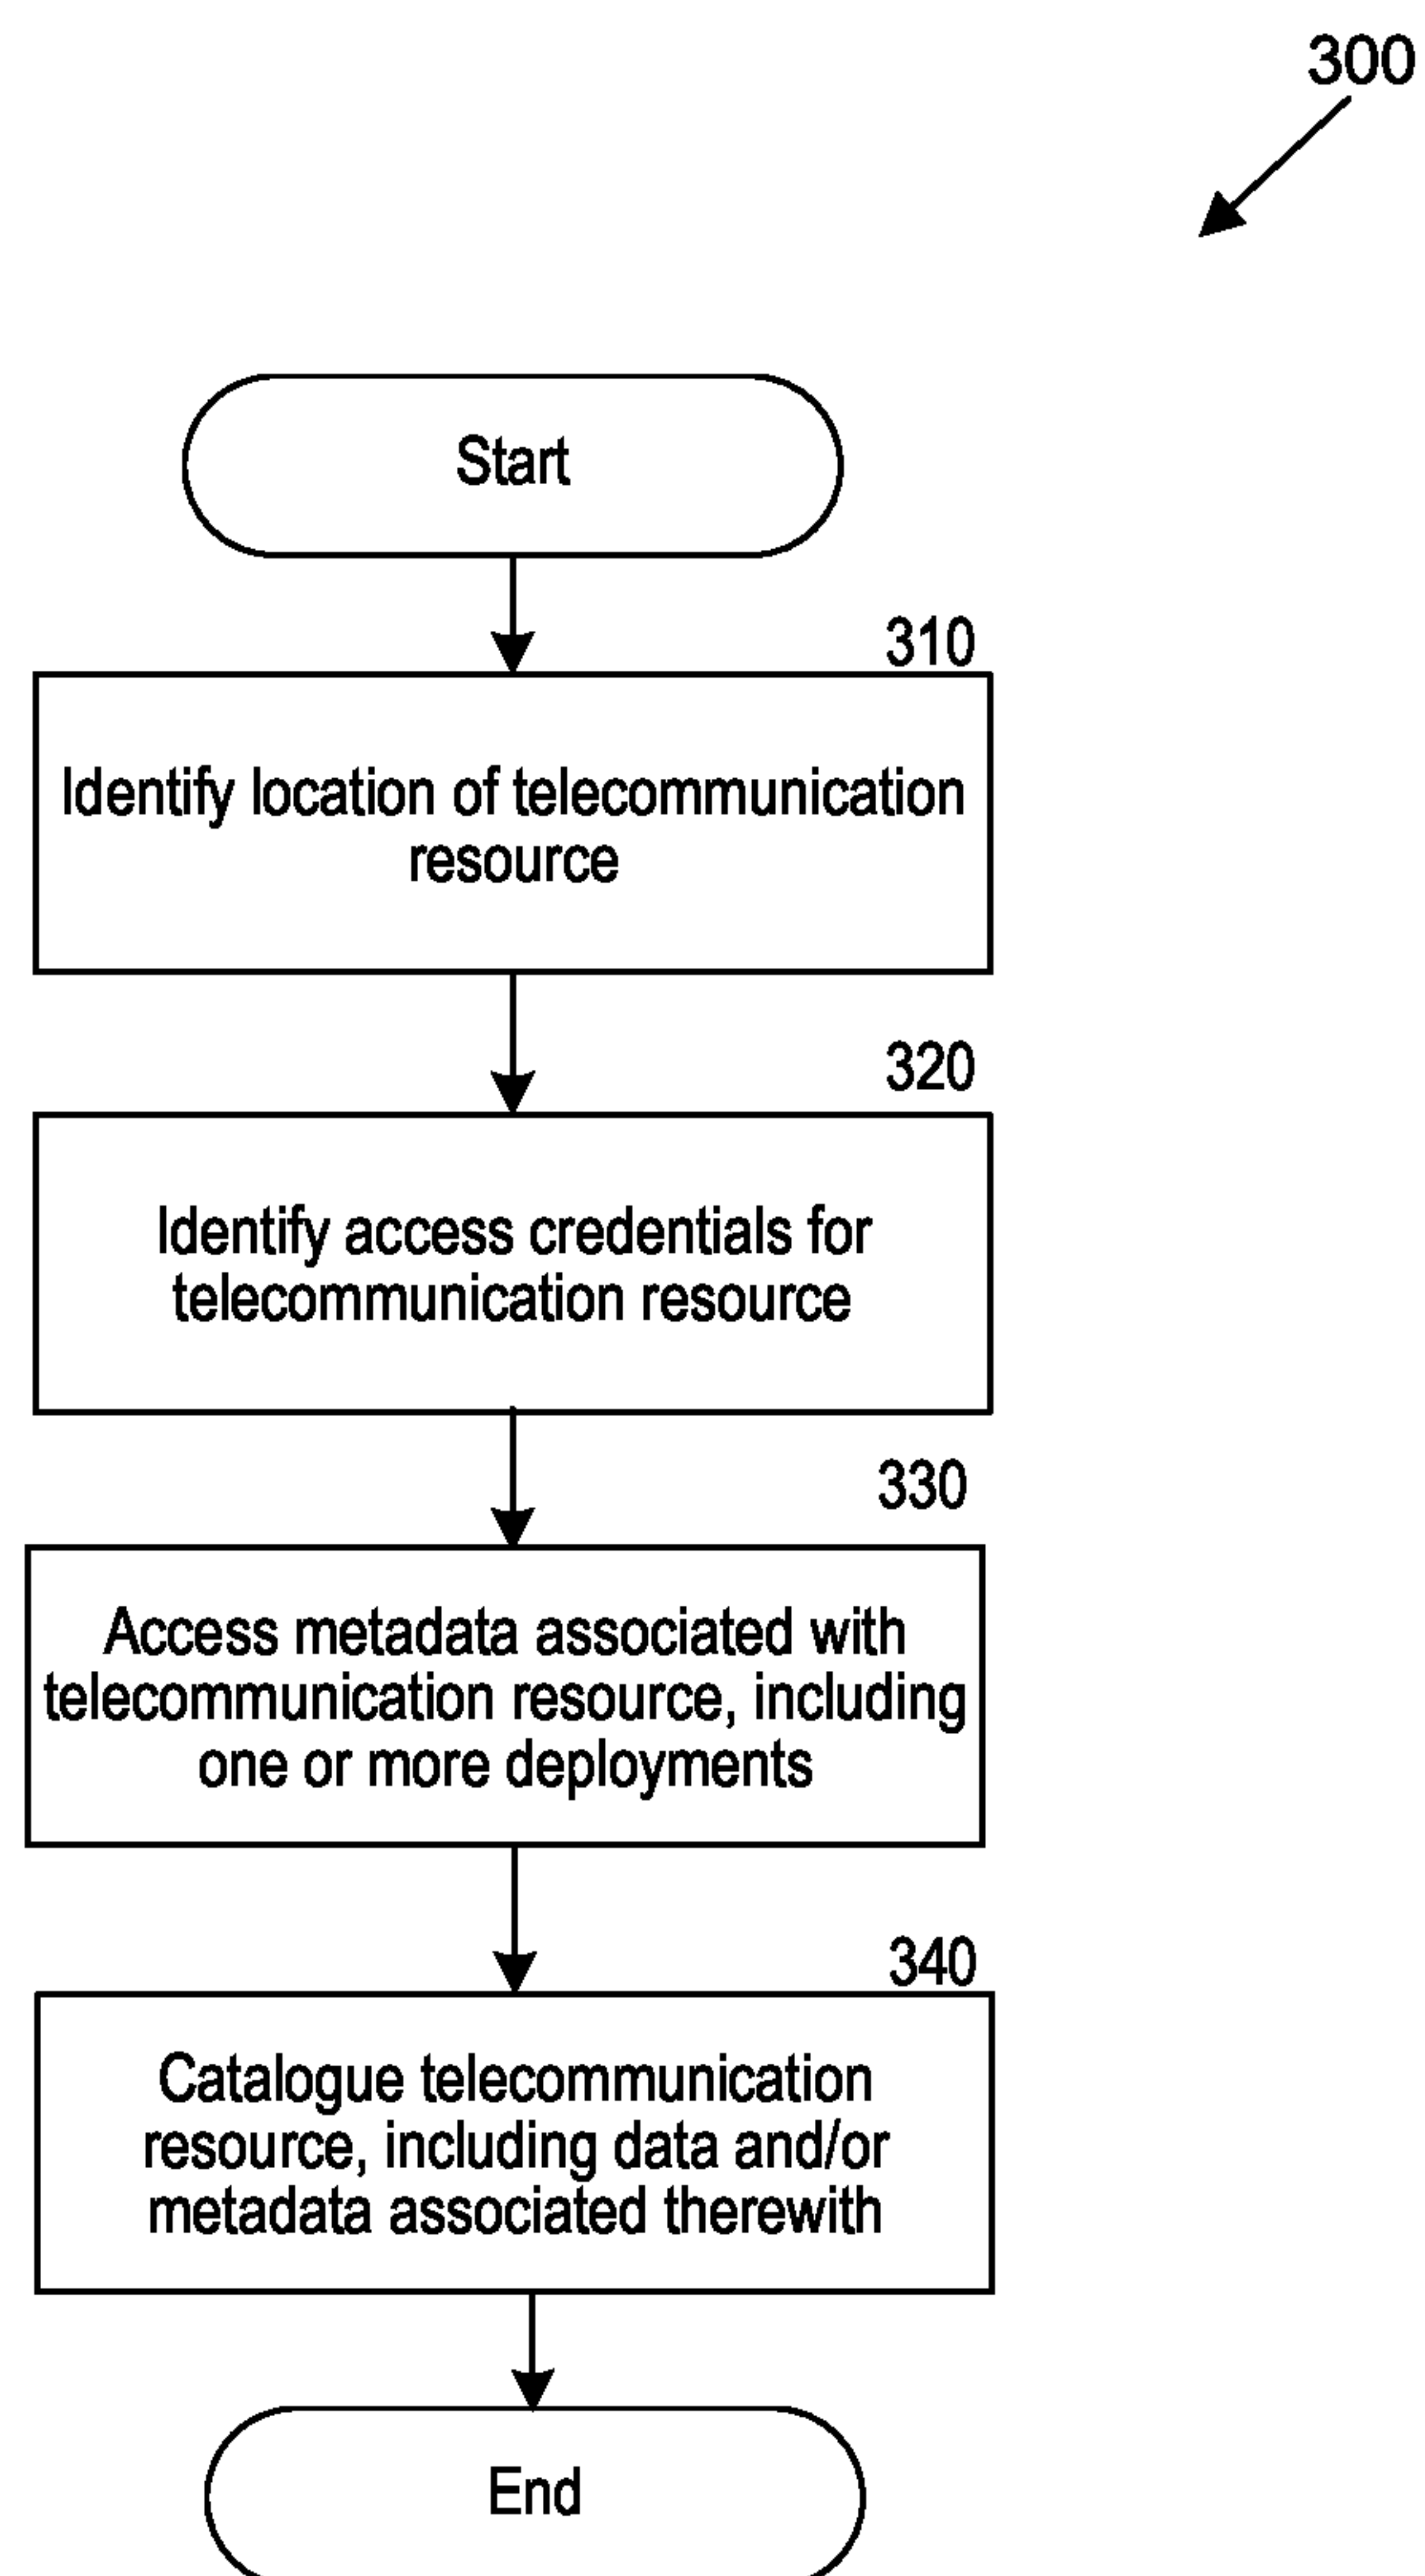 300
Start
310
Identify location of telecommunication
resource
320
Identify access credentials for
telecommunication resource
330
Access metadata associated with
telecommunication resource, including
one or more deployments
340
Catalogue telecommunication
resource, including data and/or
metadata associated therewith
End